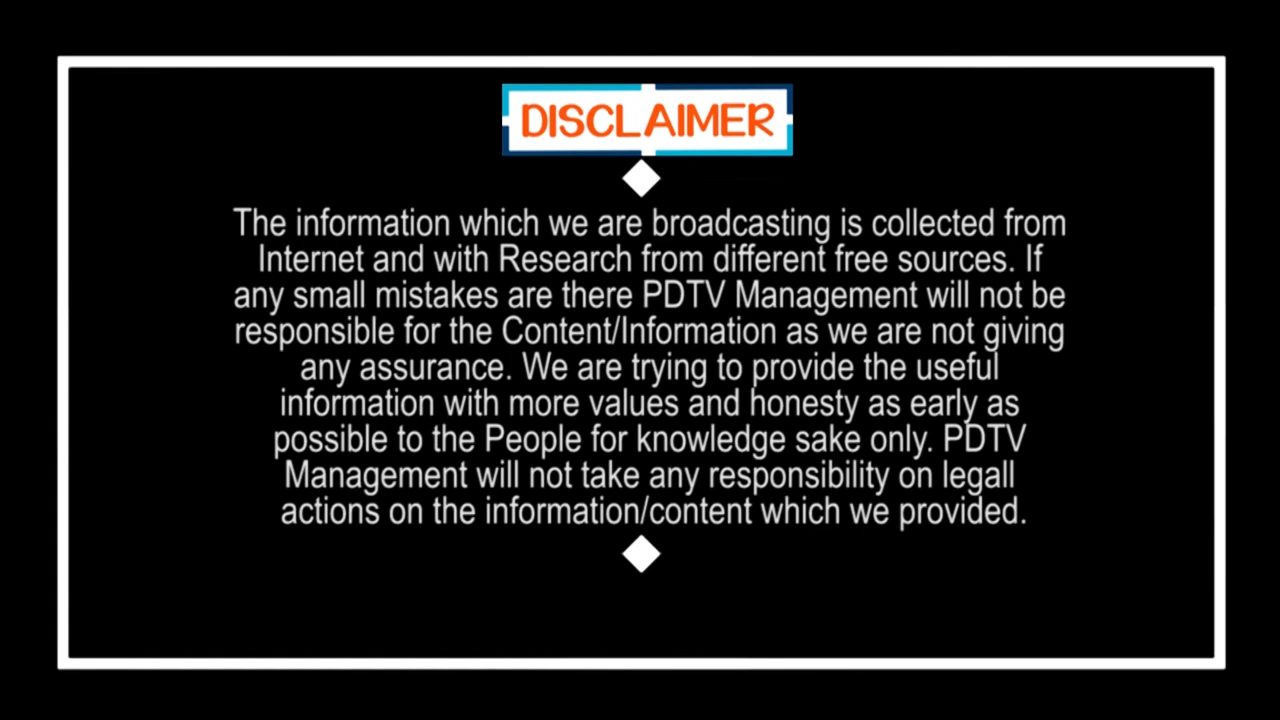 DISCLAIMER
The information which we are broadcasting is collected from
Internet and with Research from different free sources. If
any small mistakes are there PDTV Management will not be
responsible for the Content/Information as we are not giving
any assurance. We are trying to provide the useful
information with more values and honesty as early as
possible to the People for knowledge sake only. PDTV
Management will not take any responsibility on legall
actions on the information/content which we provided.